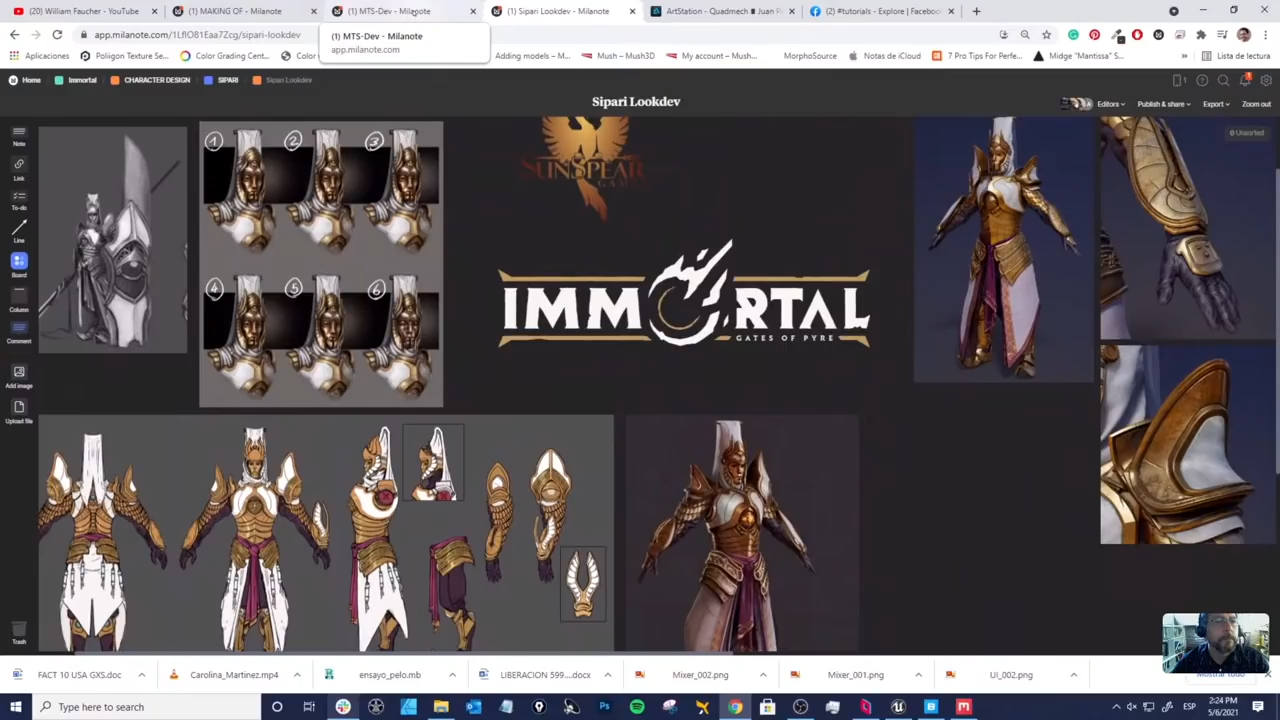 (20) William Faucher - YouTube
(1) MAKING OF - Milanote
(1) MTS-Dev - Milanote
(1) Sipari Lookdev - Milanote
ArtStation - Quadmech
Juan P
(2) #tutorials - Explore | Facebook
app.milanote.com/1LflO81Eaa7Zcg/sipari-lookdev
(1) MTS-Dev - Milanote
app.milanote.com
Aplicaciones
Poliigon Texture Se...
Color Grading Cent...
Color
Adding models – M...
Mush – Mush3D
My account – Mush...
MorphoSource
Notas de iCloud
7 Pro Tips For Perfe...
Midge "Mantissa" S...
Lista de lectura
Home
Immortal
CHARACTER DESIGN
SIPARI
Sipari Lookdev
1
Sipari Lookdev
Editors
Publish & share
Export
Zoom out
0 Unsorted
Note
Link
To-do
Line
Board
Column
Comment
Add image
Upload file
Trash
1
2
3
4
5
6
SUNSPEAR
GAMES
IMMORTAL
GATES OF PYRE
FACT 10 USA GXS.doc
Carolina_Martinez.mp4
ensayo_pelo.mb
LIBERACION 599....docx
Mixer_002.png
Mixer_001.png
UI_002.png
Mostrar todo
Type here to search
ESP
2:24 PM
5/6/2021